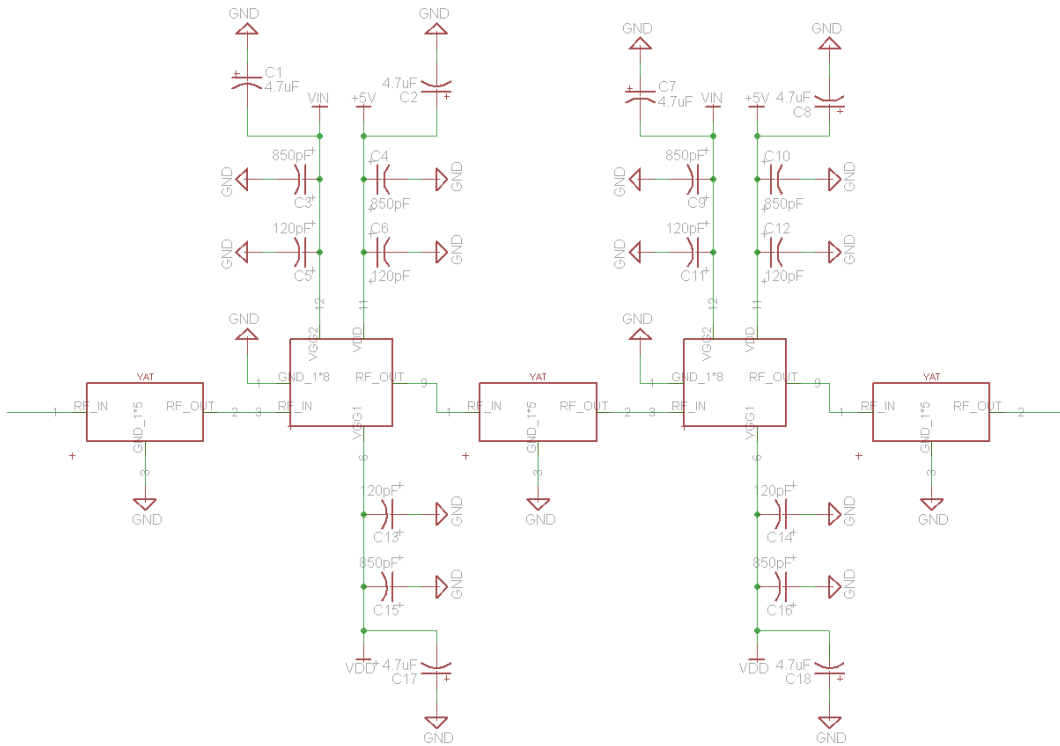 GND
GND
GND
GND
C1
4.7uF
4.7uF
C2
C7
4.7uF
4.7uF
C8
VIN
+5V
VIN
+5V
850pF
C3
C4
850pF
850pF
C9
C10
850pF
GND
GND
GND
GND
120pF
C5
C6
120pF
120pF
C11
C12
120pF
GND
GND
GND
GND
12
11
12
11
GND
GND
VGG2
VDD
VGG2
VDD
YAT
1
GND_1*8
RF_OUT
9
YAT
1
GND_1*8
RF_OUT
9
YAT
1
RF_IN
RF_OUT
2
3
RF_IN
1
RF_IN
RF_OUT
2
3
RF_IN
1
RF_IN
RF_OUT
2
GND_1*5
VGG1
GND_1*5
VGG1
GND_1*5
3
6
3
6
3
GND
GND
GND
120pF
C13
GND
120pF
C14
GND
850pF
C15
GND
850pF
C16
GND
VDD
4.7uF
C17
VDD
4.7uF
C18
GND
GND